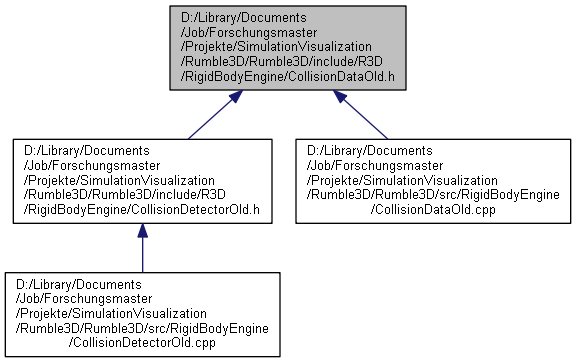 D:/Library/Documents
/Job/Forschungsmaster
/Projekte/SimulationVisualization
/Rumble3D/Rumble3D/include/R3D
/RigidBodyEngine/CollisionDataOld.h
D:/Library/Documents
/Job/Forschungsmaster
/Projekte/SimulationVisualization
/Rumble3D/Rumble3D/include/R3D
/RigidBodyEngine/CollisionDetectorOld.h
D:/Library/Documents
/Job/Forschungsmaster
/Projekte/SimulationVisualization
/Rumble3D/Rumble3D/src/RigidBodyEngine
/CollisionDataOld.cpp
D:/Library/Documents
/Job/Forschungsmaster
/Projekte/SimulationVisualization
/Rumble3D/Rumble3D/src/RigidBodyEngine
/CollisionDetectorOld.cpp